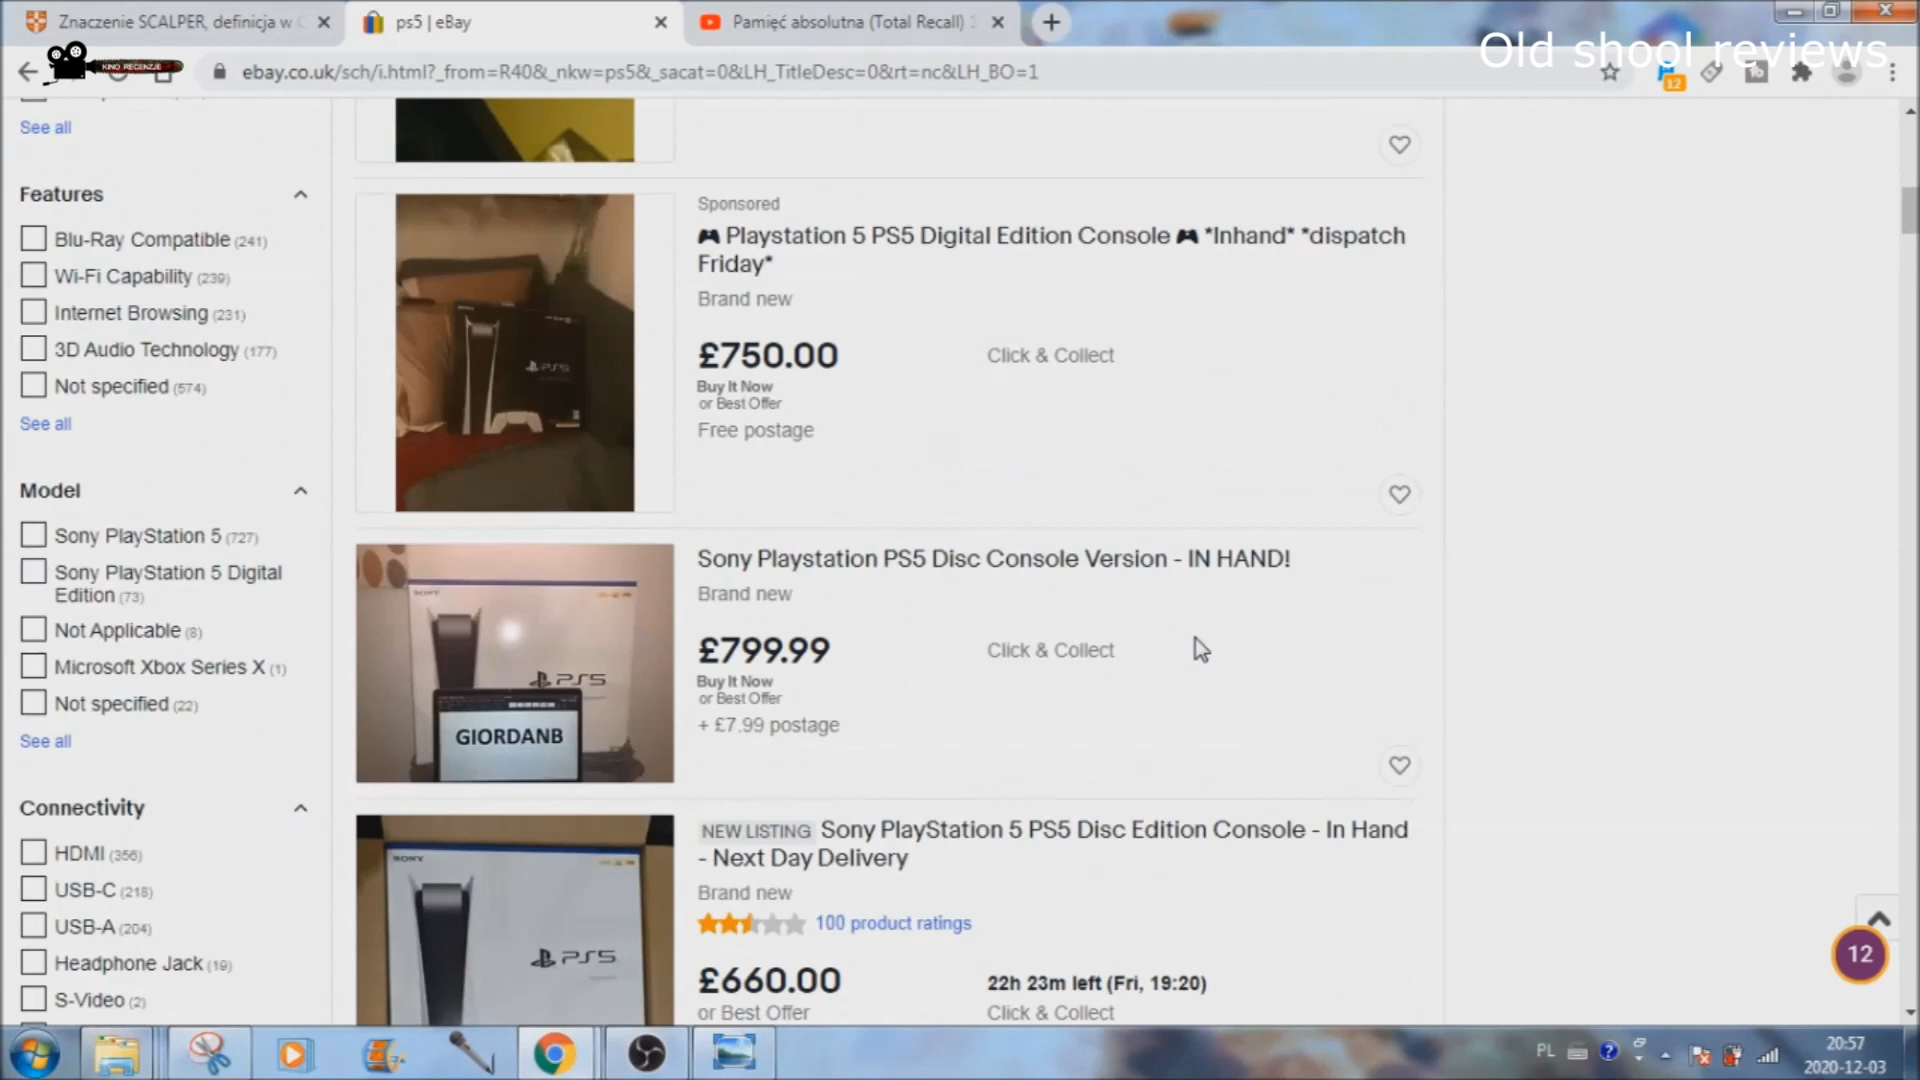 Znaczenie SCALPER, definicja w C
ps5 | eBay
Pamięć absolutna (Total Recall)
Old shool reviews
KINO RECENZJE
ebay.co.uk/sch/i.html?_from=R40&_nkw=ps5&_sacat=0&LH_TitleDesc=0&rt=nc&LH_BO=1
12
See all
Features
Blu-Ray Compatible (241)
Wi-Fi Capability (239)
Internet Browsing (231)
3D Audio Technology (177)
Not specified (574)
See all
Model
Sony PlayStation 5 (727)
Sony PlayStation 5 Digital
Edition (73)
Not Applicable (8)
Microsoft Xbox Series X (1)
Not specified (22)
See all
Connectivity
HDMI (356)
USB-C (218)
USB-A (204)
Headphone Jack (19)
S-Video (2)
Sponsored
🎮 Playstation 5 PS5 Digital Edition Console 🎮 *Inhand* *dispatch
Friday*
Brand new
£750.00
Click & Collect
Buy It Now
or Best Offer
Free postage
PS5
Sony Playstation PS5 Disc Console Version - IN HAND!
Brand new
£799.99
Click & Collect
Buy It Now
or Best Offer
+ £7.99 postage
SONY
PS5
GIORDANB
NEW LISTING Sony PlayStation 5 PS5 Disc Edition Console - In Hand
- Next Day Delivery
Brand new
100 product ratings
£660.00
22h 23m left (Fri, 19:20)
or Best Offer
Click & Collect
SONY
PS5
12
PL
20:57
2020-12-03